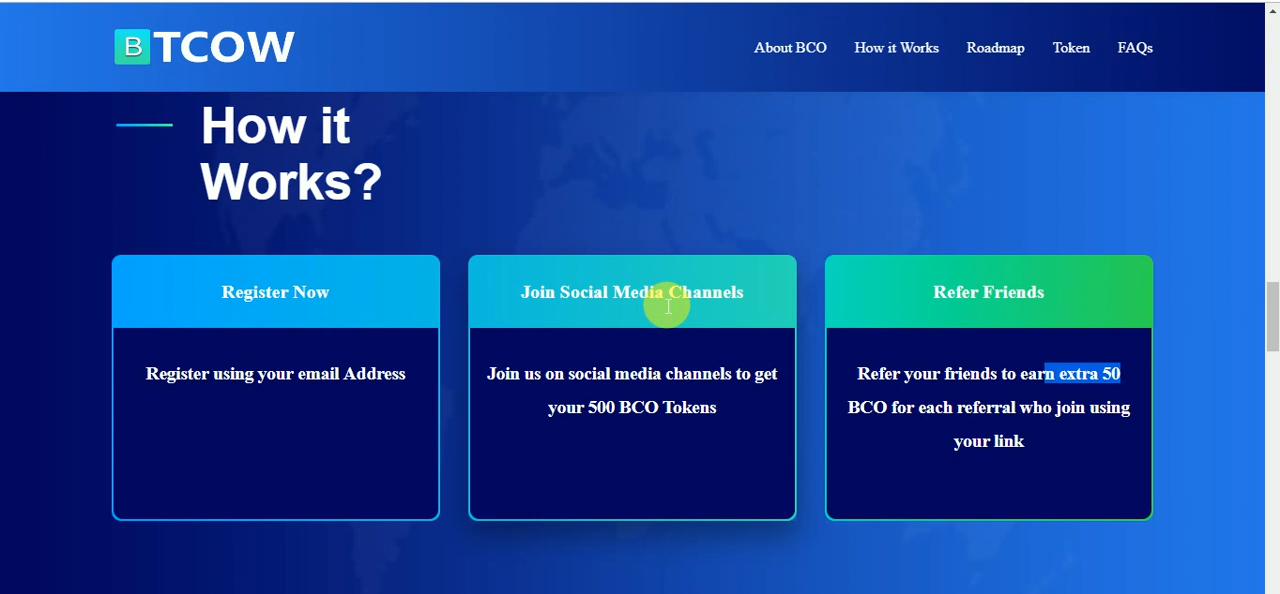 BTCOW
About BCO How it Works Roadmap Token FAQs
How it
Works?
Register Now
Register using your email Address
Join Social Media Channels
Join us on social media channels to get
your 500 BCO Tokens
Refer Friends
Refer your friends to earn extra 50
BCO for each referral who join using
your link